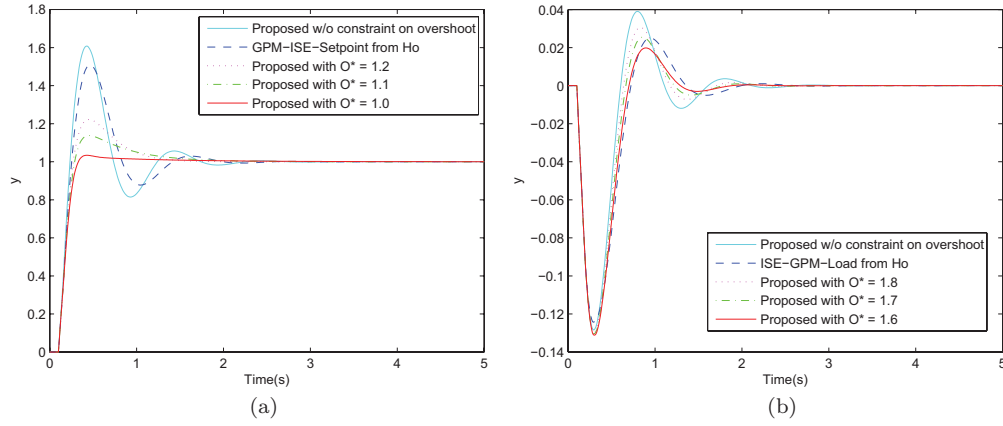 1.8
1.6
1.4
1.2
1
0.8
0.6
0.4
0.2
0
y
0
1
2
3
4
5
Time(s)
Proposed w/o constraint on overshoot
GPM−ISE−Setpoint from Ho
Proposed with O* = 1.2
Proposed with O* = 1.1
Proposed with O* = 1.0
(a)
0.04
0.02
0
−0.02
−0.04
−0.06
−0.08
−0.1
−0.12
−0.14
y
0
1
2
3
4
5
Time(s)
Proposed w/o constraint on overshoot
ISE−GPM−Load from Ho
Proposed with O* = 1.8
Proposed with O* = 1.7
Proposed with O* = 1.6
(b)